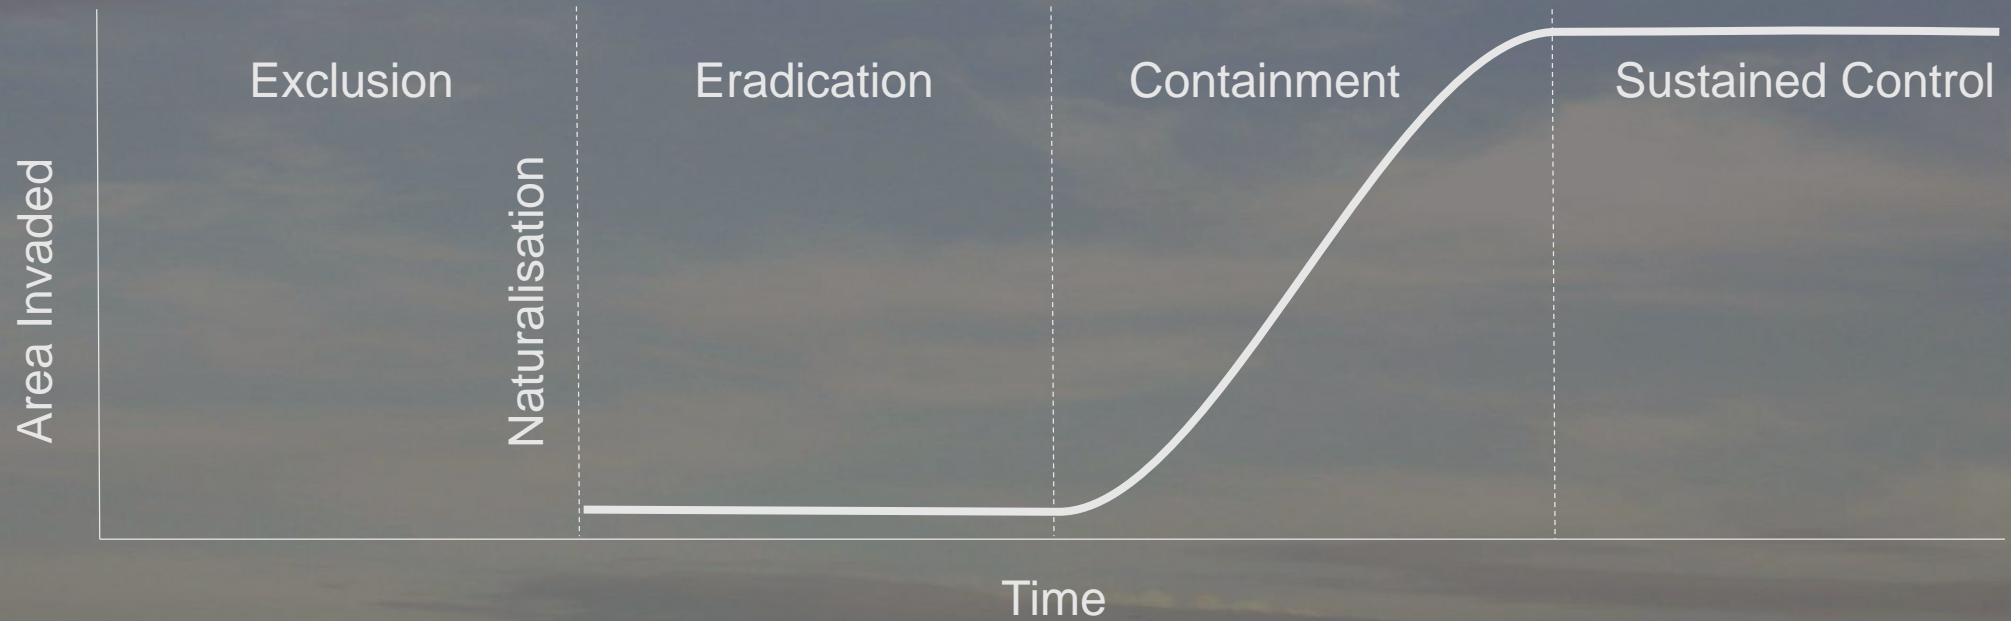 Exclusion
Eradication
Containment
Sustained Control
Area Invaded
Naturalisation
Time